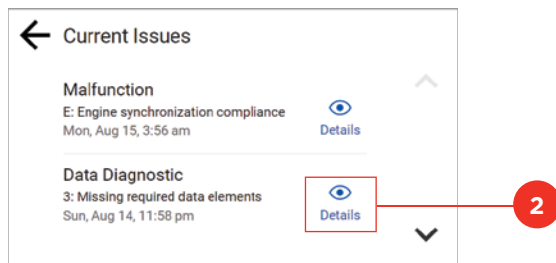 Current Issues
Malfunction
E: Engine synchronization compliance
Mon, Aug 15, 3:56 am
Details
Data Diagnostic
3: Missing required data elements
Sun, Aug 14, 11:58 pm
Details
2